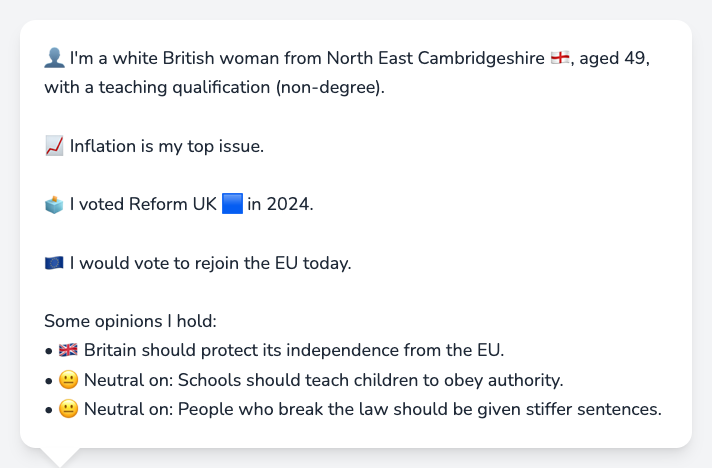 👤 I'm a white British woman from North East Cambridgeshire 🏴󠁧󠁢󠁥󠁮󠁧󠁿, aged 49,
with a teaching qualification (non-degree).
📈 Inflation is my top issue.
🗳️ I voted Reform UK 🟦 in 2024.
🇪🇺 I would vote to rejoin the EU today.
Some opinions I hold:
• 🇬🇧 Britain should protect its independence from the EU.
• 😐 Neutral on: Schools should teach children to obey authority.
• 😐 Neutral on: People who break the law should be given stiffer sentences.